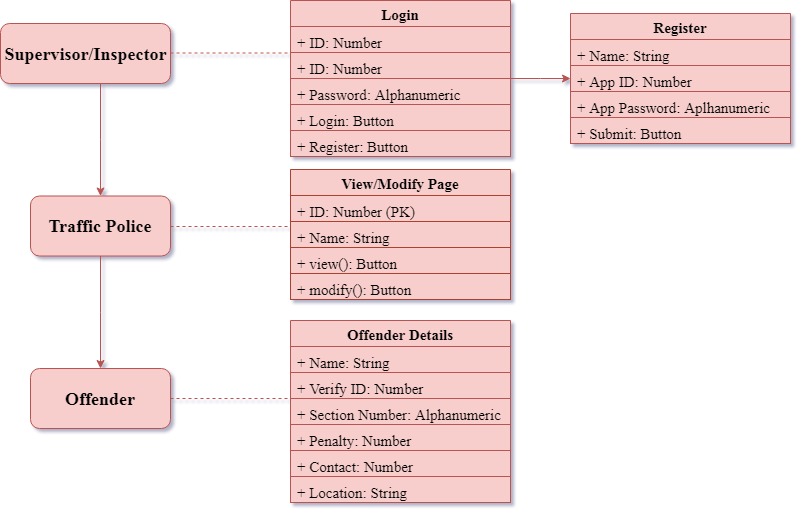 Supervisor/Inspector
Login
+ ID: Number
+ ID: Number
+ Password: Alphanumeric
+ Login: Button
+ Register: Button
Register
+ Name: String
+ App ID: Number
+ App Password: Aplhanumeric
+ Submit: Button
Traffic Police
View/Modify Page
+ ID: Number (PK)
+ Name: String
+ view(): Button
+ modify(): Button
Offender
Offender Details
+ Name: String
+ Verify ID: Number
+ Section Number: Alphanumeric
+ Penalty: Number
+ Contact: Number
+ Location: String